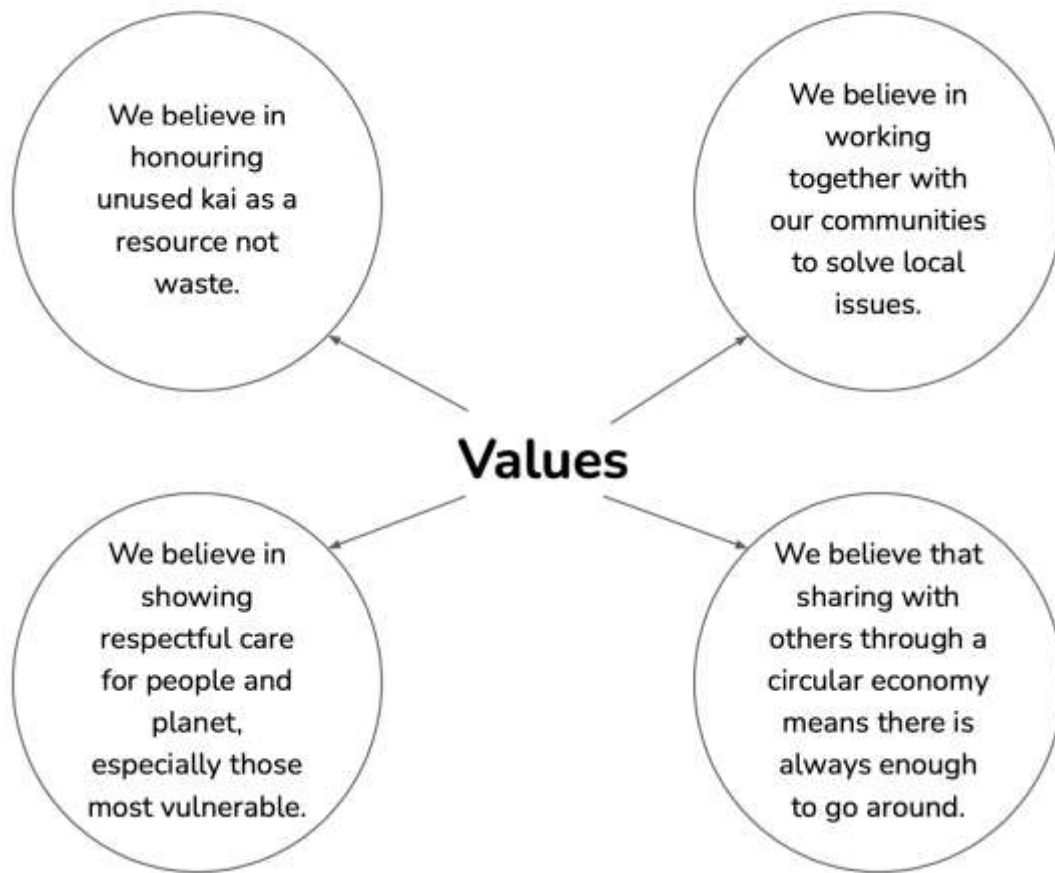 We believe in
honouring
unused kai as a
resource not
waste.
We believe in
working
together with
our communities
to solve local
issues.
Values
We believe in
showing
respectful care
for people and
planet,
especially those
most vulnerable.
We believe that
sharing with
others through a
circular economy
means there is
always enough
to go around.